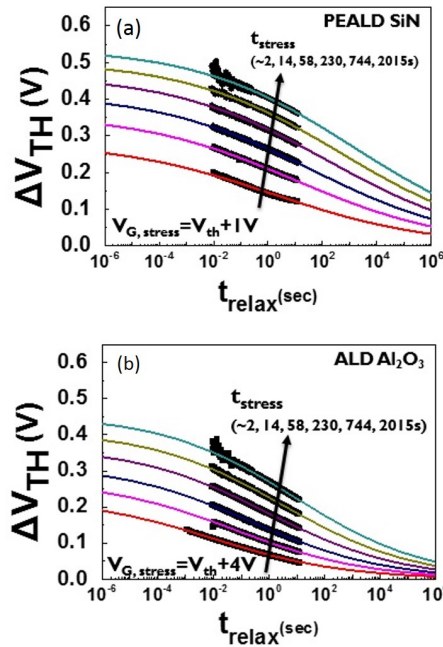 (a)
PEALD SiN
0.6
t_stress
(~2, 14, 58, 230, 744, 2015s)
0.5
0.4
0.3
0.2
0.1
0.0
ΔV_TH (V)
V_G, stress=V_th+1V
10^-6 10^-4 10^-2 10^0 10^2 10^4 10^6
t_relax(sec)
(b)
ALD Al₂O₃
0.6
t_stress
(~2, 14, 58, 230, 744, 2015s)
0.5
0.4
0.3
0.2
0.1
0.0
ΔV_TH (V)
V_G, stress=V_th+4V
10^-6 10^-4 10^-2 10^0 10^2 10^4 10^6
t_relax(sec)